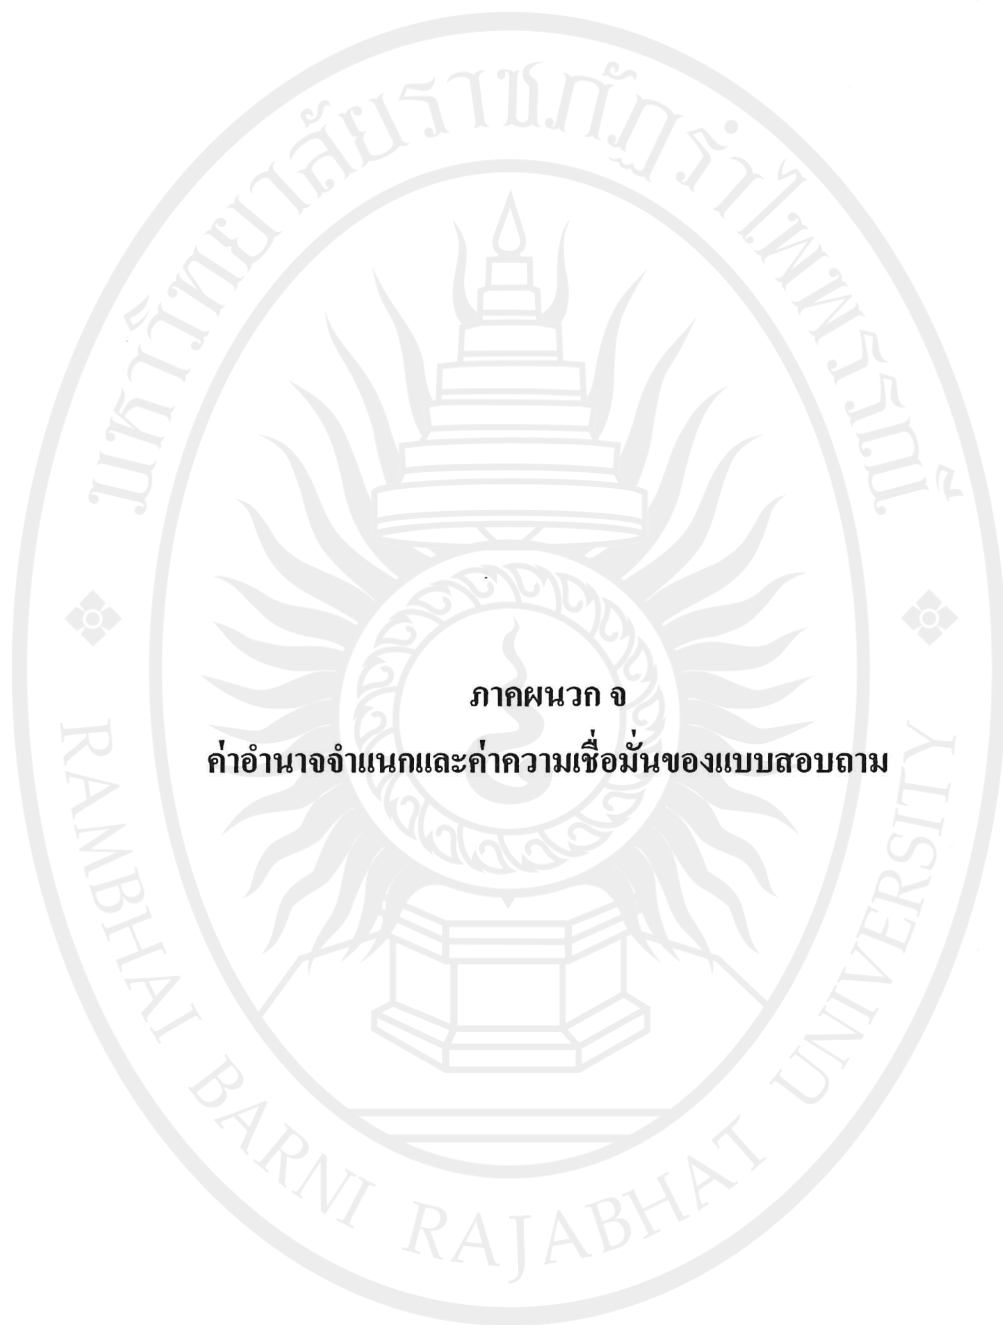 มหาวิทยาลัยราชภัฏรำไพพรรณี
ภาคผนวก จ
ค่าอำนาจจำแนกและค่าความเชื่อมั่นของแบบสอบถาม
RAMBHAI BARNI RAJABHAT UNIVERSITY